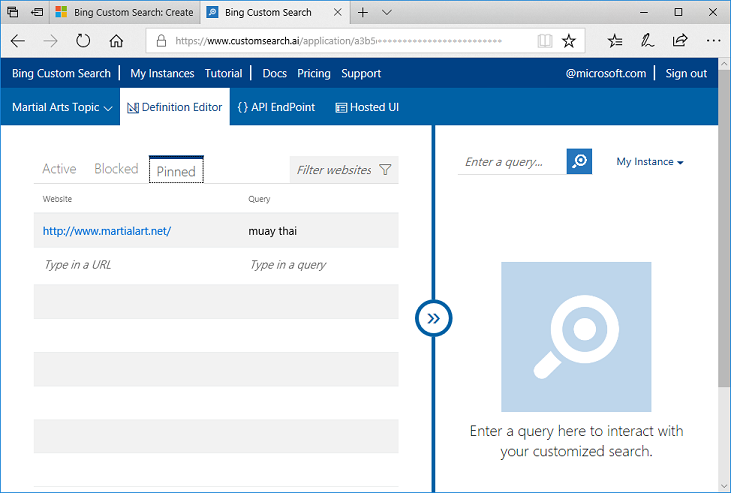 Bing Custom Search: Create
Bing Custom Search
https://www.customsearch.ai/application/a3b5
Bing Custom Search | My Instances Tutorial | Docs Pricing Support @microsoft.com | Sign out
Martial Arts Topic Definition Editor {} API EndPoint Hosted UI
Active Blocked Pinned Filter websites
Enter a query... My Instance
Website Query
http://www.martialart.net/ muay thai
Type in a URL Type in a query
Enter a query here to interact with
your customized search.